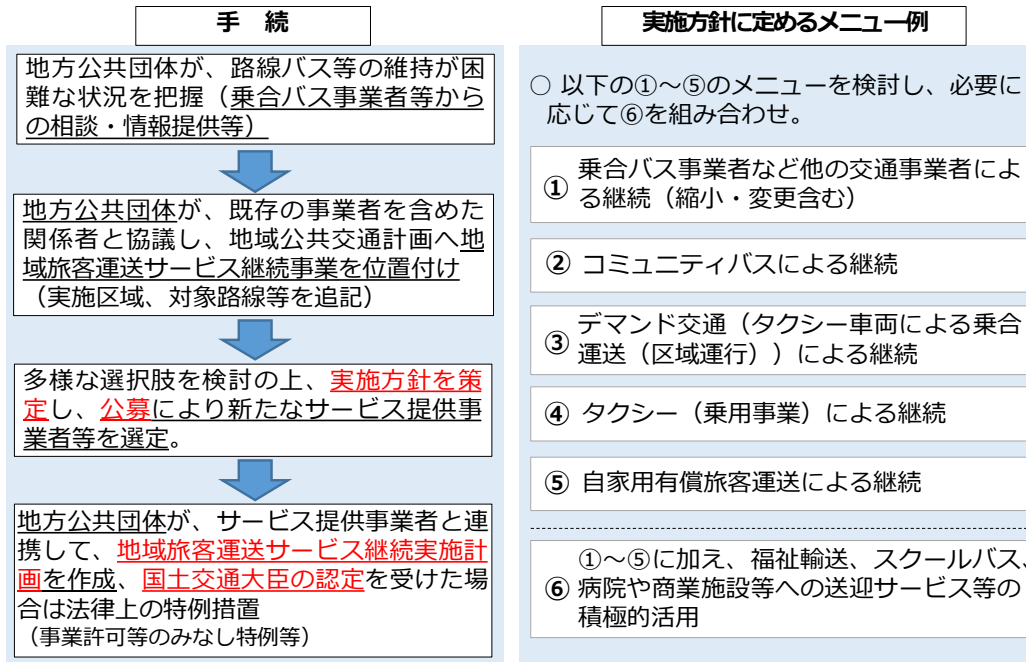 手　続
地方公共団体が、路線バス等の維持が困
難な状況を把握（乗合バス事業者等から
の相談・情報提供等）
地方公共団体が、既存の事業者を含めた
関係者と協議し、地域公共交通計画へ地
域旅客運送サービス継続事業を位置付け
（実施区域、対象路線等を追記）
多様な選択肢を検討の上、実施方針を策
定し、公募により新たなサービス提供事
業者等を選定。
地方公共団体が、サービス提供事業者と連
携して、地域旅客運送サービス継続実施計
画を作成、国土交通大臣の認定を受けた場
合は法律上の特例措置
（事業許可等のみなし特例等）
実施方針に定めるメニュー例
○ 以下の①～⑤のメニューを検討し、必要に
応じて⑥を組み合わせ。
① 乗合バス事業者など他の交通事業者によ
る継続（縮小・変更含む）
② コミュニティバスによる継続
③ デマンド交通（タクシー車両による乗合
運送（区域運行））による継続
④ タクシー（乗用事業）による継続
⑤ 自家用有償旅客運送による継続
⑥ ①～⑤に加え、福祉輸送、スクールバス、
病院や商業施設等への送迎サービス等の
積極的活用